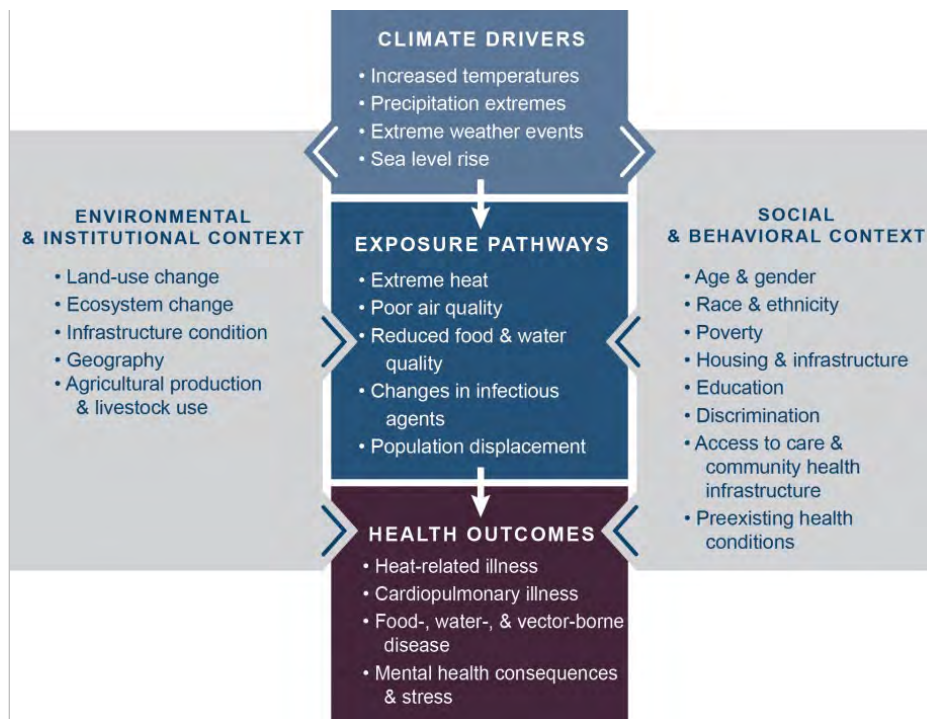 CLIMATE DRIVERS
• Increased temperatures
• Precipitation extremes
• Extreme weather events
• Sea level rise
ENVIRONMENTAL
& INSTITUTIONAL CONTEXT
• Land-use change
• Ecosystem change
• Infrastructure condition
• Geography
• Agricultural production
& livestock use
EXPOSURE PATHWAYS
• Extreme heat
• Poor air quality
• Reduced food & water
quality
• Changes in infectious
agents
• Population displacement
SOCIAL
& BEHAVIORAL CONTEXT
• Age & gender
• Race & ethnicity
• Poverty
• Housing & infrastructure
• Education
• Discrimination
• Access to care &
community health
infrastructure
• Preexisting health
conditions
HEALTH OUTCOMES
• Heat-related illness
• Cardiopulmonary illness
• Food-, water-, & vector-borne
disease
• Mental health consequences
& stress